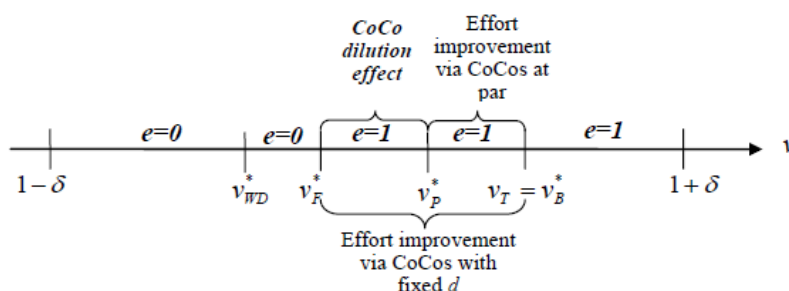 CoCo
dilution
effect
Effort
improvement
via CoCos at
par
e=0
e=0
e=1
e=1
e=1
v
1−δ
v*WD
v*F
v*P
vT = v*B
1+δ
Effort improvement
via CoCos with
fixed d